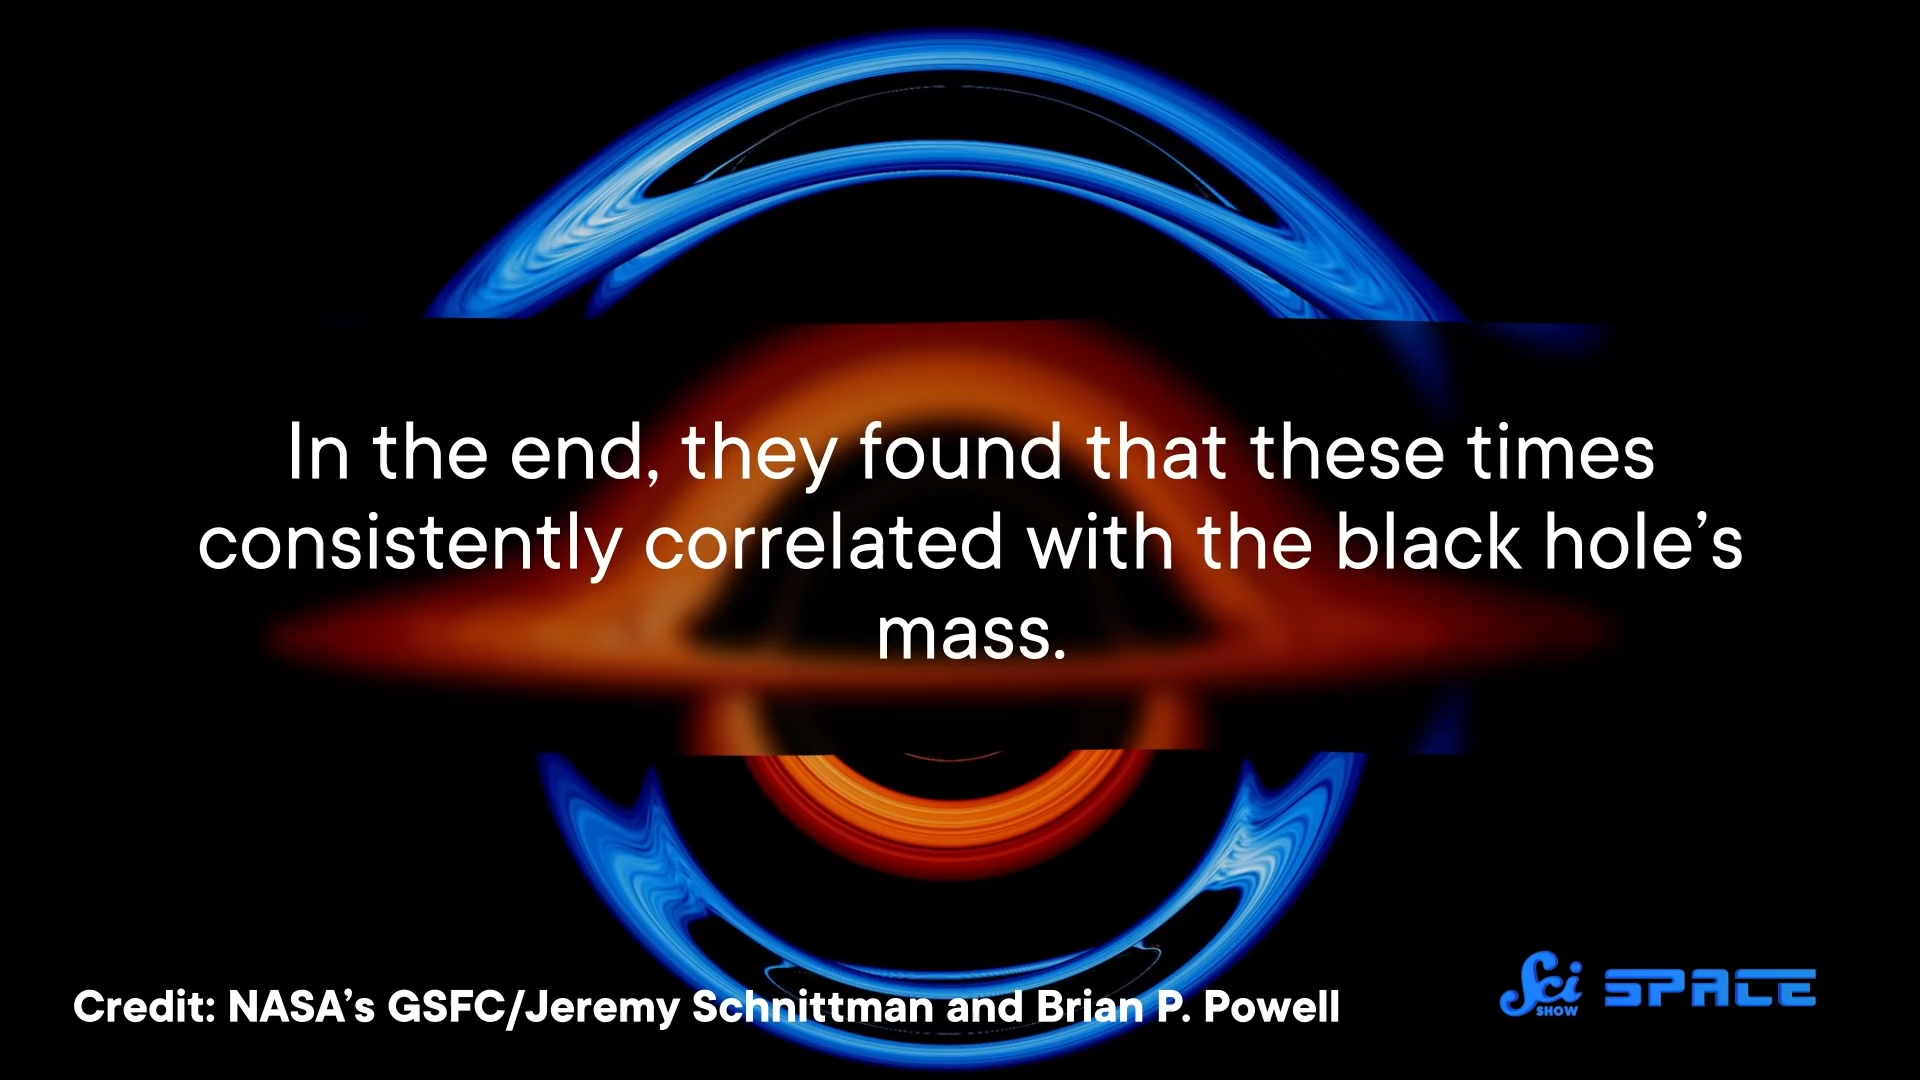 In the end, they found that these times
consistently correlated with the black hole’s
mass.
Credit: NASA’s GSFC/Jeremy Schnittman and Brian P. Powell
Sci SHOW SPACE